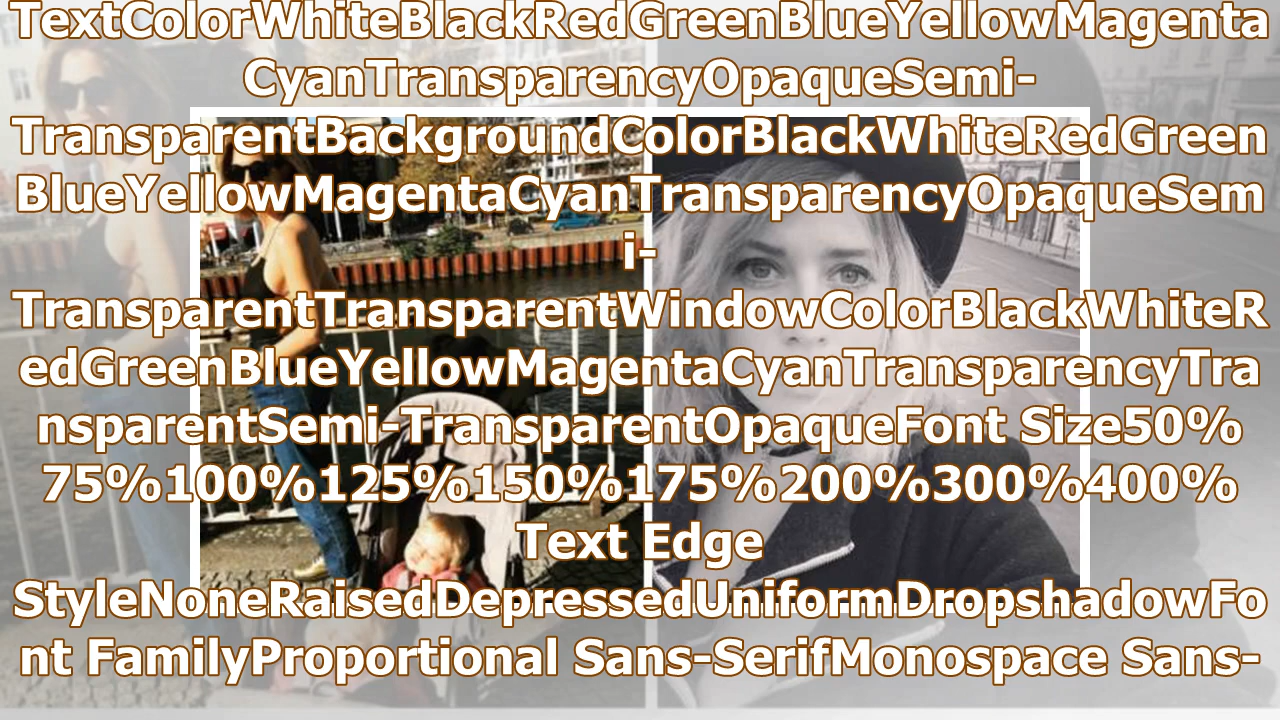 TextColorWhiteBlackRedGreenBlueYellowMagenta
CyanTransparencyOpaqueSemi-
TransparentBackgroundColorBlackWhiteRedGreen
BlueYellowMagentaCyanTransparencyOpaqueSem
i-
TransparentTransparentWindowColorBlackWhiteR
edGreenBlueYellowMagentaCyanTransparencyTra
nsparentSemi-TransparentOpaqueFont Size50%
75%100%125%150%175%200%300%400%
Text Edge
StyleNoneRaisedDepressedUniformDropshadowFo
nt FamilyProportional Sans-SerifMonospace Sans-